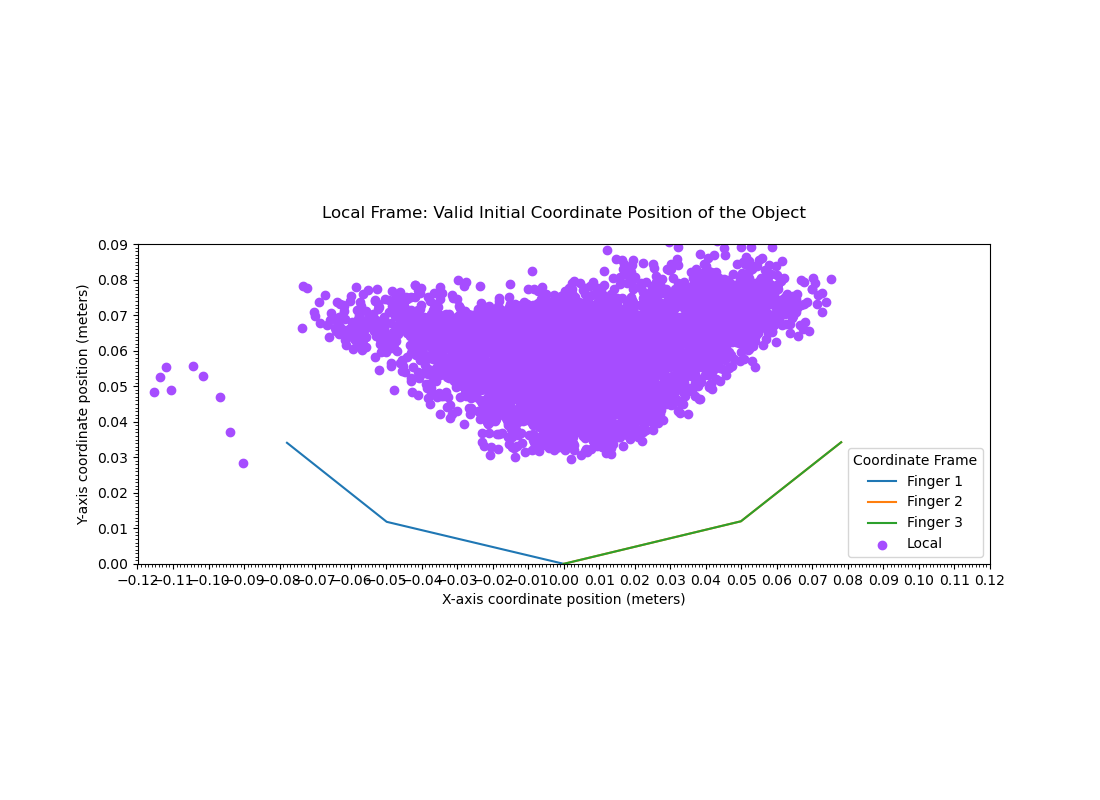 Local Frame: Valid Initial Coordinate Position of the Object
0.09
0.08
0.07
0.06
0.05
0.04
0.03
0.02
0.01
0.00
Y-axis coordinate position (meters)
Coordinate Frame
Finger 1
Finger 2
Finger 3
Local
−0.12 −0.11 −0.10 −0.09 −0.08 −0.07 −0.06 −0.05 −0.04 −0.03 −0.02 −0.01 0.00 0.01 0.02 0.03 0.04 0.05 0.06 0.07 0.08 0.09 0.10 0.11 0.12
X-axis coordinate position (meters)